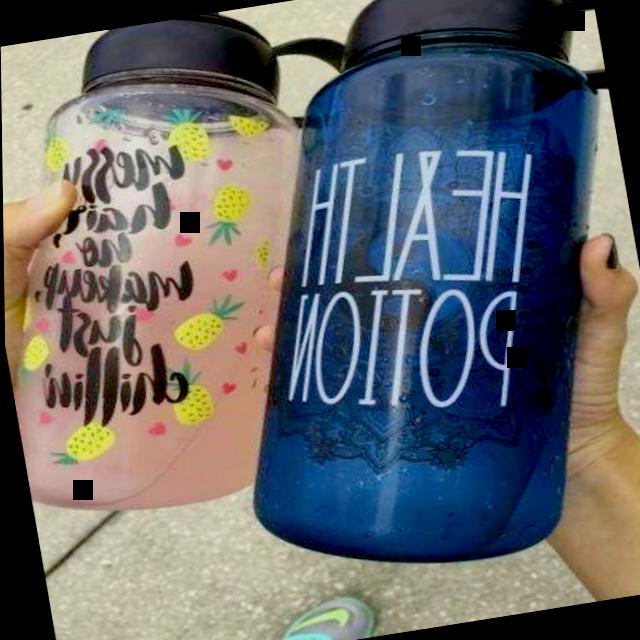 messy
hair,
no
makeup,
just
chillin'
HEALTH
POTION